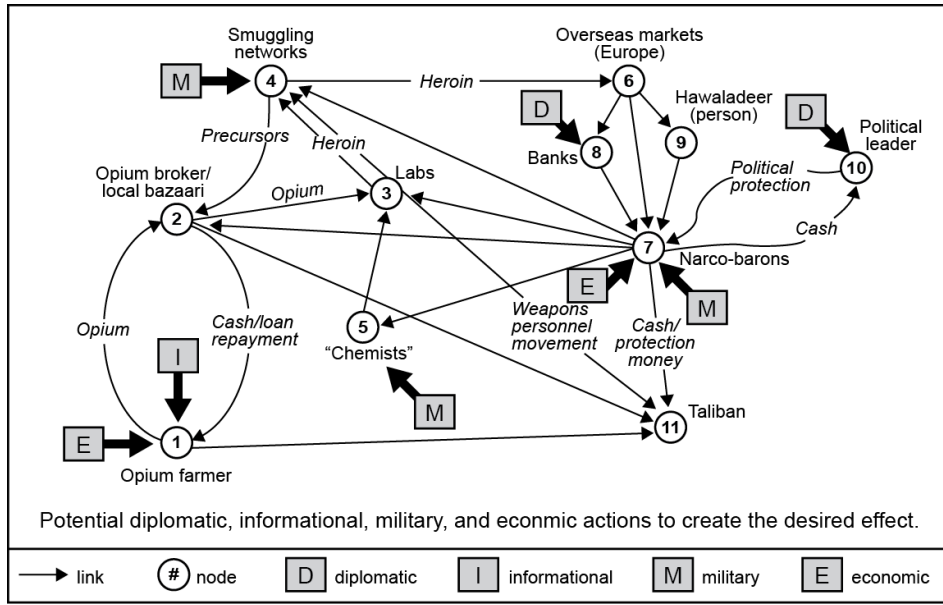 Smuggling
networks
Overseas markets
(Europe)
M
4
Heroin
6
D
Hawaladeer
(person)
D
Precursors
Heroin
Banks
8
9
Political
leader
Opium broker/
local bazaari
Labs
Political
protection
10
Opium
3
2
Cash
7
Narco-barons
E
M
Opium
Cash/loan
repayment
5
"Chemists"
Weapons
personnel
movement
Cash/
protection
money
I
M
Taliban
11
E
1
Opium farmer
Potential diplomatic, informational, military, and econmic actions to create the desired effect.
link
# node
D diplomatic
I informational
M military
E economic